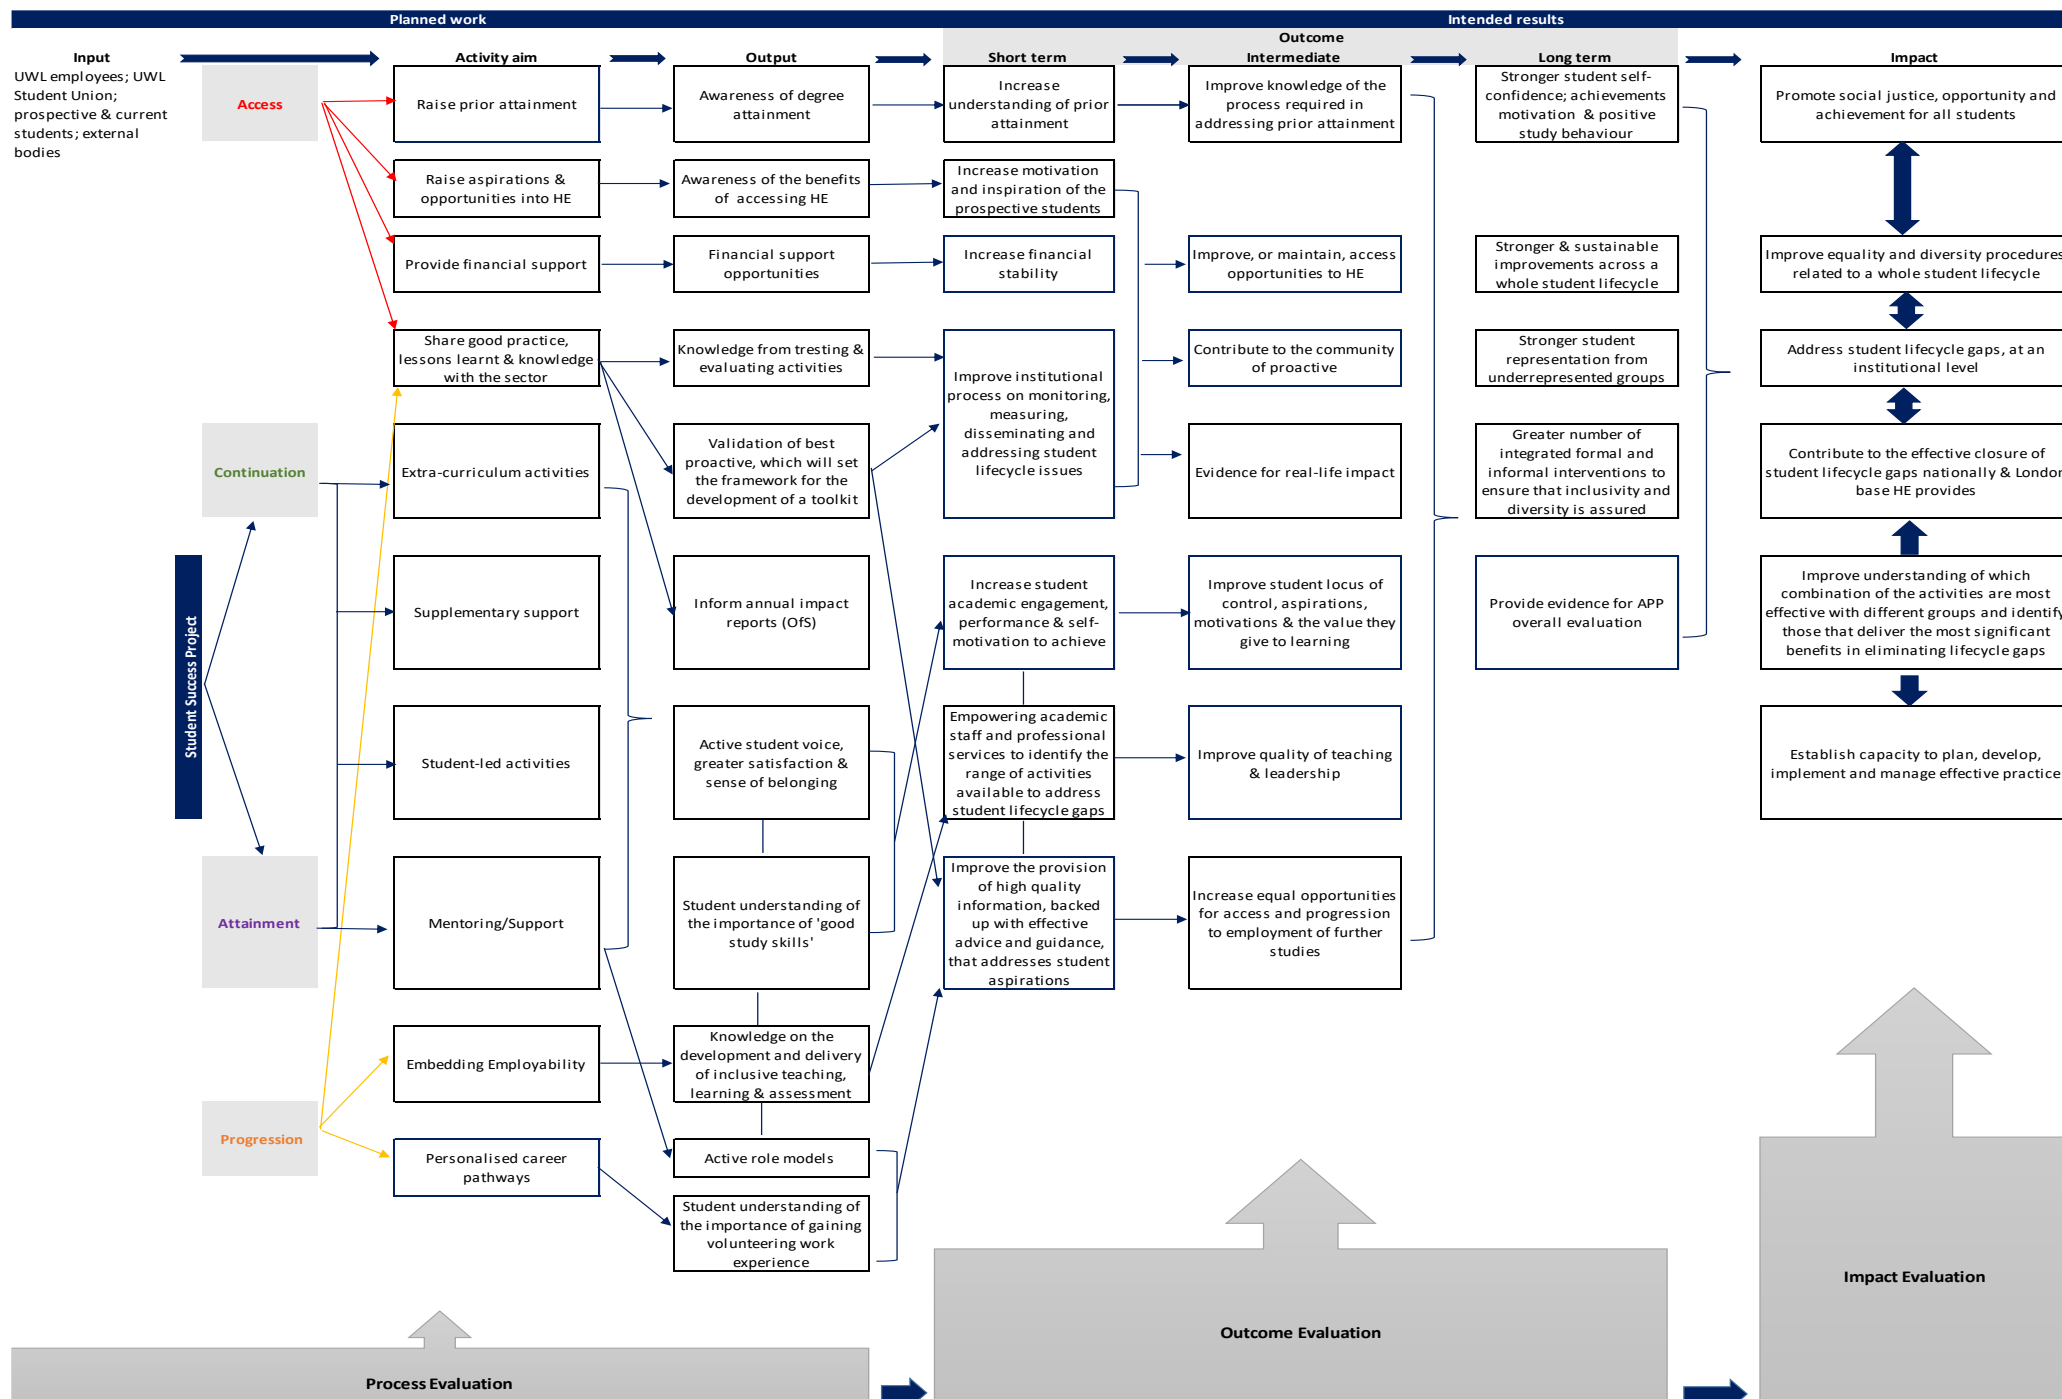 Planned work
Intended results
Input
UWL employees; UWL
Student Union;
prospective & current
students; external
bodies
Activity aim
Output
Outcome
Short term
Intermediate
Long term
Impact
Access
Raise prior attainment
Awareness of degree
attainment
Increase
understanding of prior
attainment
Improve knowledge of the
process required in
addressing prior attainment
Stronger student self-
confidence; achievements
motivation & positive
study behaviour
Promote social justice, opportunity and
achievement for all students
Raise aspirations &
opportunities into HE
Awareness of the benefits
of accessing HE
Increase motivation
and inspiration of the
prospective students
Provide financial support
Financial support
opportunities
Increase financial
stability
Improve, or maintain, access
opportunities to HE
Stronger & sustainable
improvements across a
whole student lifecycle
Improve equality and diversity procedures
related to a whole student lifecycle
Share good practice,
lessons learnt & knowledge
with the sector
Knowledge from tresting &
evaluating activities
Improve institutional
process on monitoring,
measuring,
disseminating and
addressing student
lifecycle issues
Contribute to the community
of proactive
Stronger student
representation from
underrepresented groups
Address student lifecycle gaps, at an
institutional level
Continuation
Extra-curriculum activities
Validation of best
proactive, which will set
the framework for the
development of a toolkit
Evidence for real-life impact
Greater number of
integrated formal and
informal interventions to
ensure that inclusivity and
diversity is assured
Contribute to the effective closure of
student lifecycle gaps nationally & London
base HE provides
Student Success Project
Supplementary support
Inform annual impact
reports (OfS)
Increase student
academic engagement,
performance & self-
motivation to achieve
Improve student locus of
control, aspirations,
motivations & the value they
give to learning
Provide evidence for APP
overall evaluation
Improve understanding of which
combination of the activities are most
effective with different groups and identify
those that deliver the most significant
benefits in eliminating lifecycle gaps
Student-led activities
Active student voice,
greater satisfaction &
sense of belonging
Empowering academic
staff and professional
services to identify the
range of activities
available to address
student lifecycle gaps
Improve quality of teaching
& leadership
Establish capacity to plan, develop,
implement and manage effective practice
Attainment
Mentoring/Support
Student understanding of
the importance of 'good
study skills'
Improve the provision
of high quality
information, backed
up with effective
advice and guidance,
that addresses student
aspirations
Increase equal opportunities
for access and progression
to employment of further
studies
Embedding Employability
Knowledge on the
development and delivery
of inclusive teaching,
learning & assessment
Progression
Personalised career
pathways
Active role models
Student understanding of
the importance of gaining
volunteering work
experience
Process Evaluation
Outcome Evaluation
Impact Evaluation